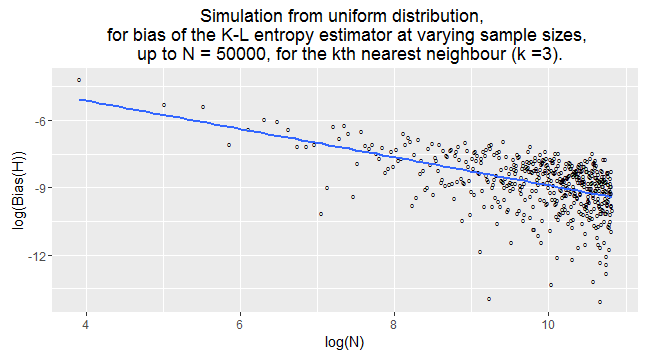 Simulation from uniform distribution,
for bias of the K-L entropy estimator at varying sample sizes,
up to N = 50000, for the kth nearest neighbour (k =3).
log(Bias(H))
-6
-9
-12
4 6 8 10
log(N)